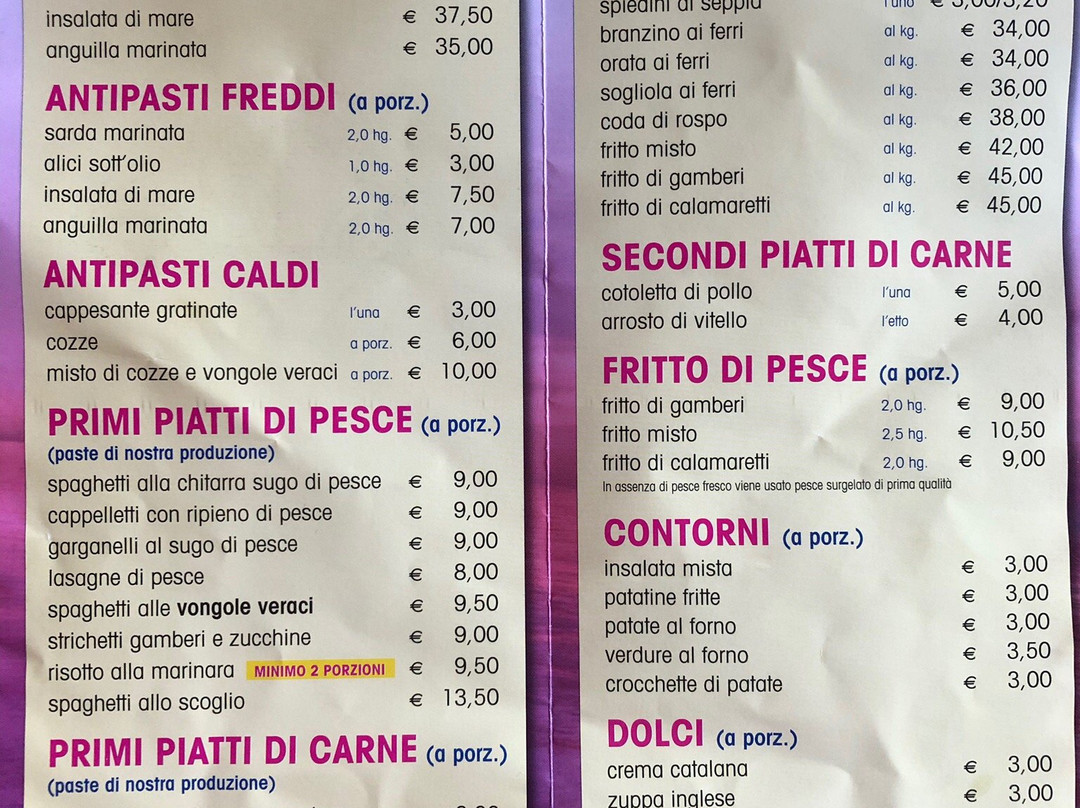 insalata di mare € 37,50
anguilla marinata € 35,00
ANTIPASTI FREDDI (a porz.)
sarda marinata 2,0 hg. € 5,00
alici sott'olio 1,0 hg. € 3,00
insalata di mare 2,0 hg. € 7,50
anguilla marinata 2,0 hg. € 7,00
ANTIPASTI CALDI
cappesante gratinate l'una € 3,00
cozze a porz. € 6,00
misto di cozze e vongole veraci a porz. € 10,00
PRIMI PIATTI DI PESCE (a porz.)
(paste di nostra produzione)
spaghetti alla chitarra sugo di pesce € 9,00
cappelletti con ripieno di pesce € 9,00
garganelli al sugo di pesce € 9,00
lasagne di pesce € 8,00
spaghetti alle vongole veraci € 9,50
strichetti gamberi e zucchine € 9,00
risotto alla marinara MINIMO 2 PORZIONI € 9,50
spaghetti allo scoglio € 13,50
PRIMI PIATTI DI CARNE (a porz.)
(paste di nostra produzione)
spiedini di seppia l'uno € 3,00/3,20
branzino ai ferri al kg. € 34,00
orata ai ferri al kg. € 34,00
sogliola ai ferri al kg. € 36,00
coda di rospo al kg. € 38,00
fritto misto al kg. € 42,00
fritto di gamberi al kg. € 45,00
fritto di calamaretti al kg. € 45,00
SECONDI PIATTI DI CARNE
cotoletta di pollo l'una € 5,00
arrosto di vitello l'etto € 4,00
FRITTO DI PESCE (a porz.)
fritto di gamberi 2,0 hg. € 9,00
fritto misto 2,5 hg. € 10,50
fritto di calamaretti 2,0 hg. € 9,00
In assenza di pesce fresco viene usato pesce surgelato di prima qualità
CONTORNI (a porz.)
insalata mista € 3,00
patatine fritte € 3,00
patate al forno € 3,00
verdure al forno € 3,50
crocchette di patate € 3,00
DOLCI (a porz.)
crema catalana € 3,00
zuppa inglese € 3,00